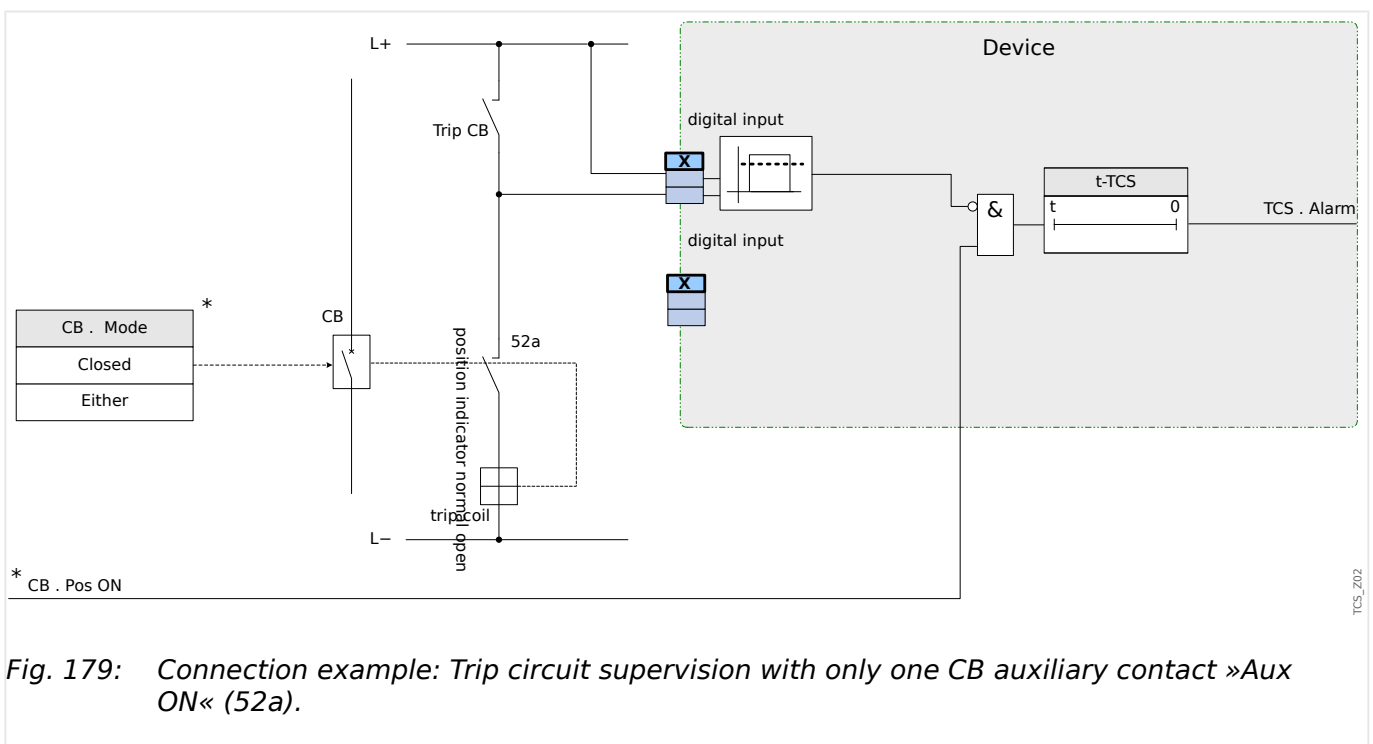 Device
L+
Trip CB
digital input
X
t-TCS
t 0
&
TCS . Alarm
digital input
X
*
CB . Mode
Closed
Either
CB
52a
position indicator normal open
trip coil
L−
* CB . Pos ON
TCS_Z02
Fig. 179: Connection example: Trip circuit supervision with only one CB auxiliary contact »Aux
ON« (52a).